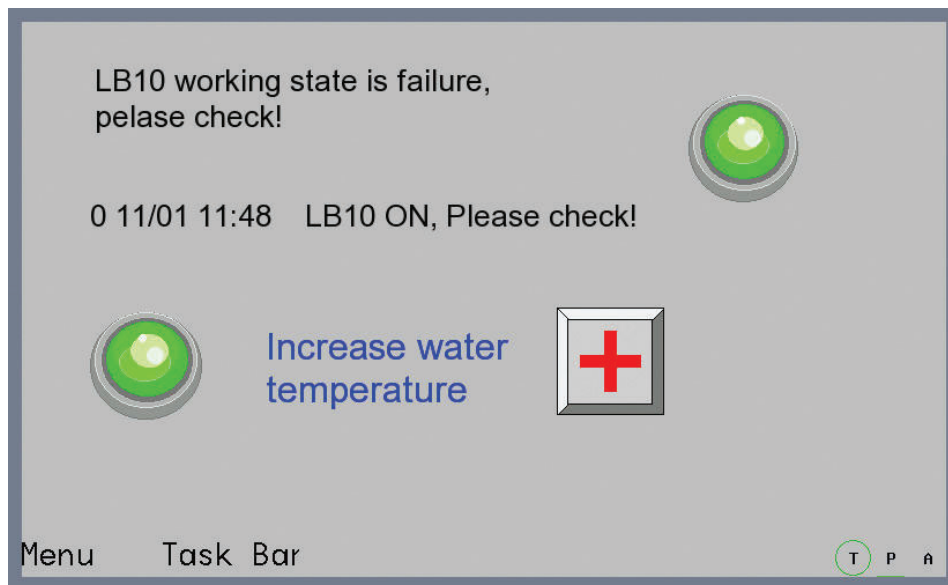 LB10 working state is failure,
pelase check!
0 11/01 11:48 LB10 ON, Please check!
Increase water
temperature
Menu Task Bar
T P A